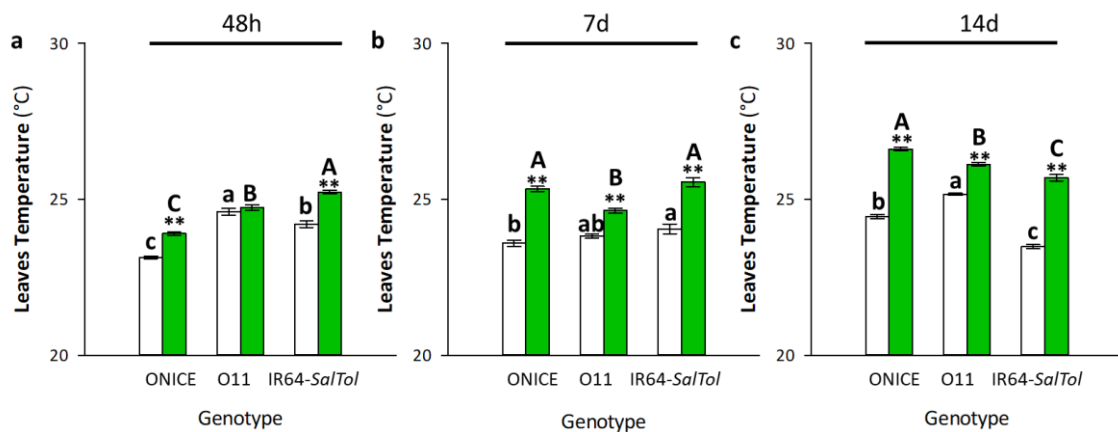 48h
7d
14d
a
b
c
30
25
20
Leaves Temperature (°C)
c
C
**
a
B
b
A
**
ONICE O11 IR64-SalTol
Genotype
30
25
20
Leaves Temperature (°C)
b
A
**
ab
B
**
a
A
**
ONICE O11 IR64-SalTol
Genotype
30
25
20
Leaves Temperature (°C)
b
A
**
a
B
**
c
C
**
ONICE O11 IR64-SalTol
Genotype